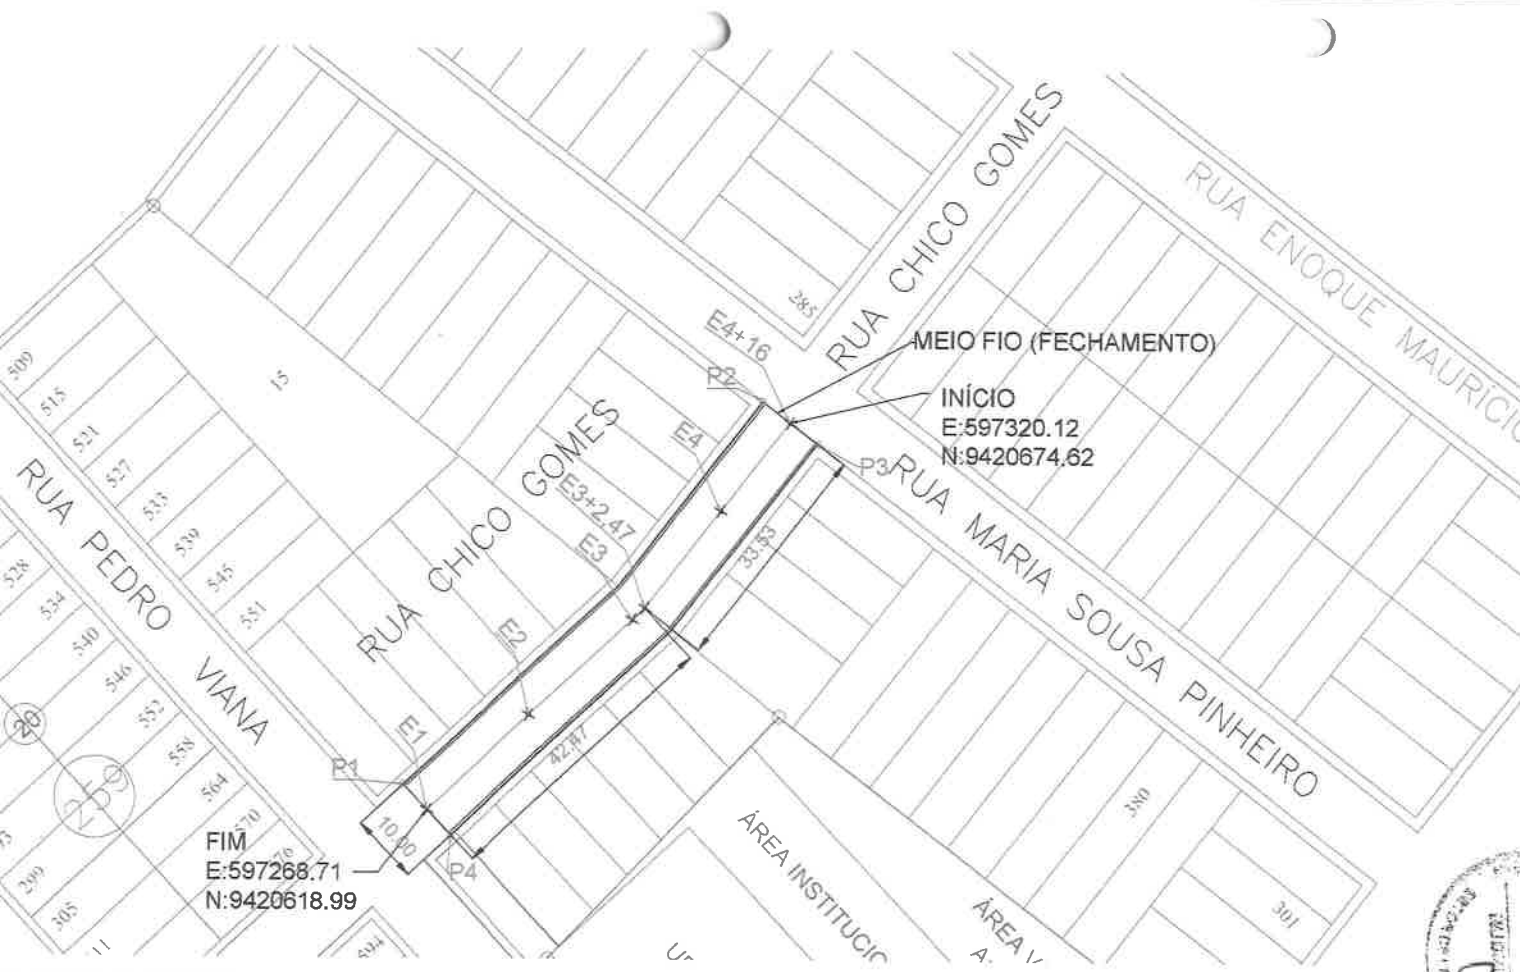 RUA CHICO GOMES
RUA ENOQUE MAURÍCIO
285
E4+16
MEIO FIO (FECHAMENTO)
P2
INÍCIO
E:597320.12
N:9420674.62
509
515
521
527
533
539
545
551
15
RUA CHICO GOMES
E4
E3+2,47
E3
E2
E1
P3
33.53
RUA MARIA SOUSA PINHEIRO
RUA PEDRO VIANA
528
534
540
546
552
558
564
570
20
259
P1
10.00
42.47
P4
FIM
E:597268.71
N:9420618.99
299
305
594
ÁREA INSTITUCIO
ÁREA V
380
301